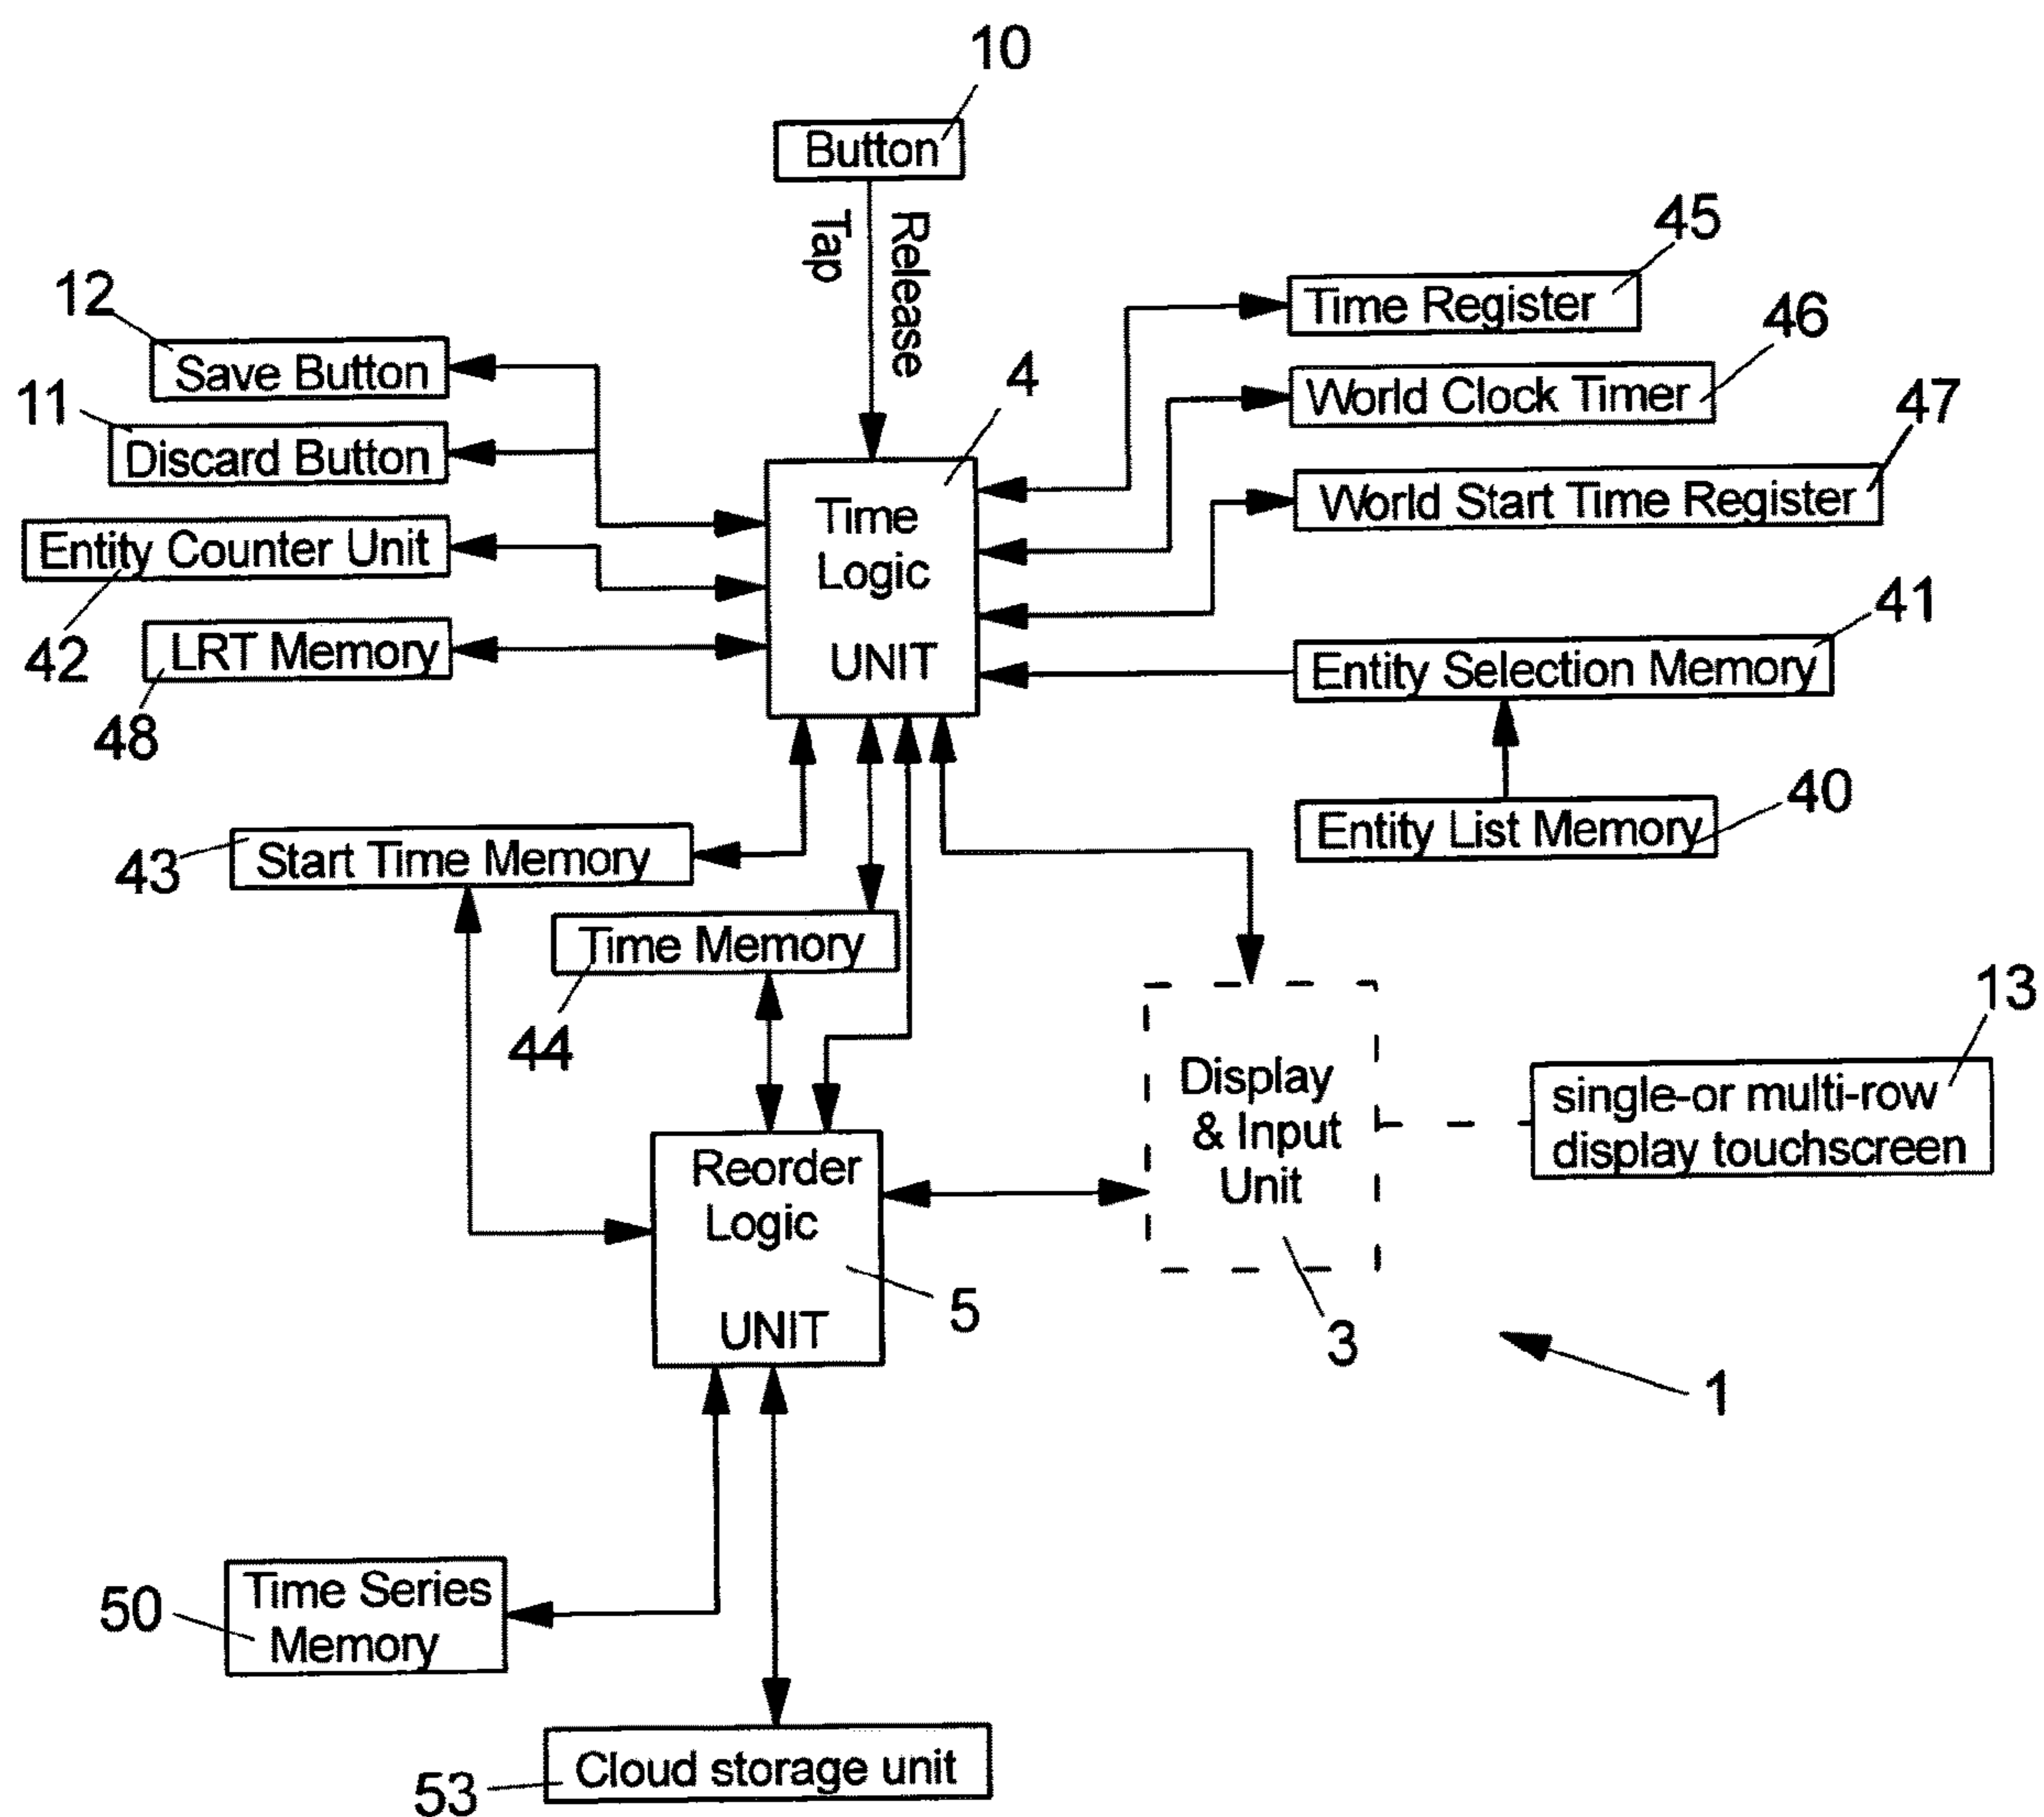 10
Button
Tap
Release
45
Time Register
12
Save Button
46
World Clock Timer
11
Discard Button
4
47
World Start Time Register
Time
Logic
UNIT
Entity Counter Unit
42
41
Entity Selection Memory
LRT Memory
48
40
Entity List Memory
43
Start Time Memory
Time Memory
44
13
single-or multi-row
display touchscreen
Display
& Input
Unit
3
Reorder
Logic
UNIT
5
1
50
Time Series
Memory
53
Cloud storage unit